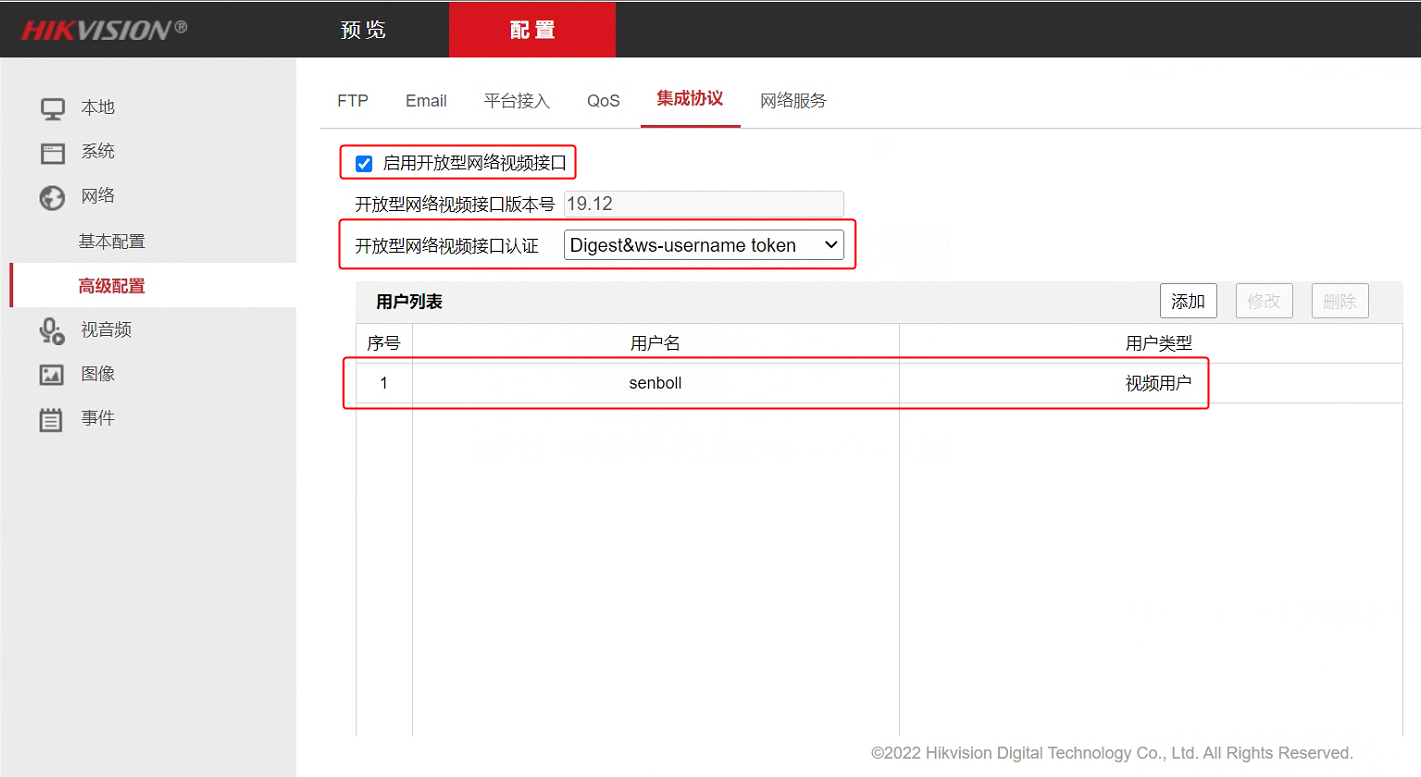 HIKVISION® 预览 配置
本地
系统
网络
基本配置
高级配置
视音频
图像
事件
FTP Email 平台接入 QoS 集成协议 网络服务
启用开放型网络视频接口
开放型网络视频接口版本号 19.12
开放型网络视频接口认证 Digest&ws-username token
用户列表 添加 修改 删除
序号 用户名 用户类型
1 senboll 视频用户
©2022 Hikvision Digital Technology Co., Ltd. All Rights Reserved.